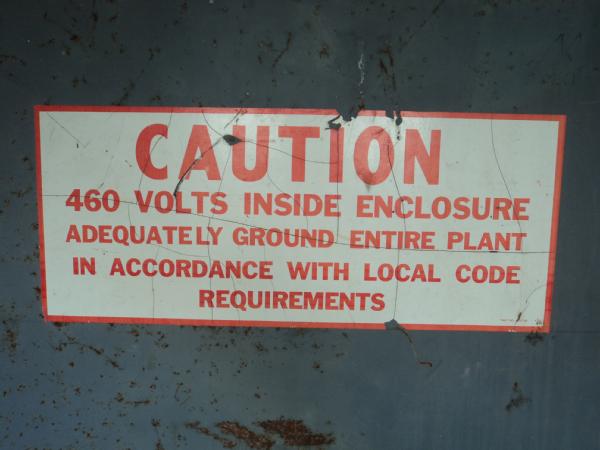 CAUTION
460 VOLTS INSIDE ENCLOSURE
ADEQUATELY GROUND ENTIRE PLANT
IN ACCORDANCE WITH LOCAL CODE
REQUIREMENTS